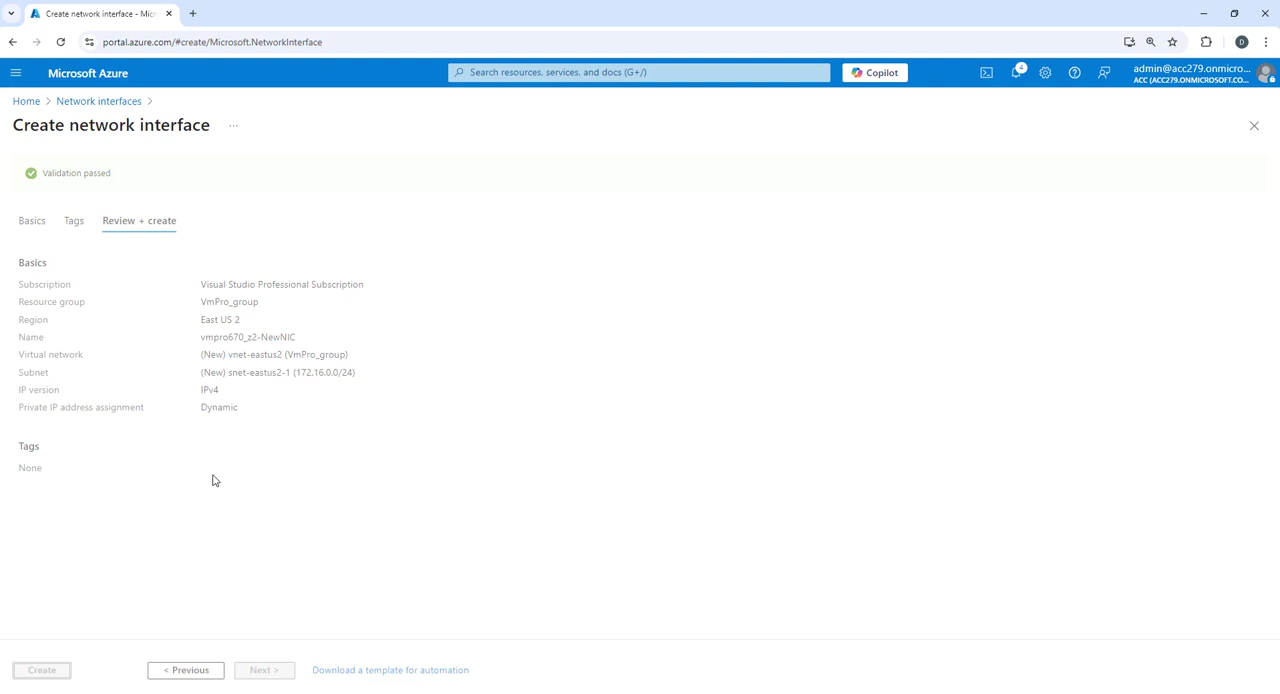 Create network interface - Micr
portal.azure.com/#create/Microsoft.NetworkInterface
D
Microsoft Azure
Search resources, services, and docs (G+/)
Copilot
4
admin@acc279.onmicro...
ACC (ACC279.ONMICROSOFT.CO...
Home > Network interfaces >
Create network interface ...
Validation passed
Basics Tags Review + create
Basics
Subscription Visual Studio Professional Subscription
Resource group VmPro_group
Region East US 2
Name vmpro670_z2-NewNIC
Virtual network (New) vnet-eastus2 (VmPro_group)
Subnet (New) snet-eastus2-1 (172.16.0.0/24)
IP version IPv4
Private IP address assignment Dynamic
Tags
None
Create < Previous Next > Download a template for automation